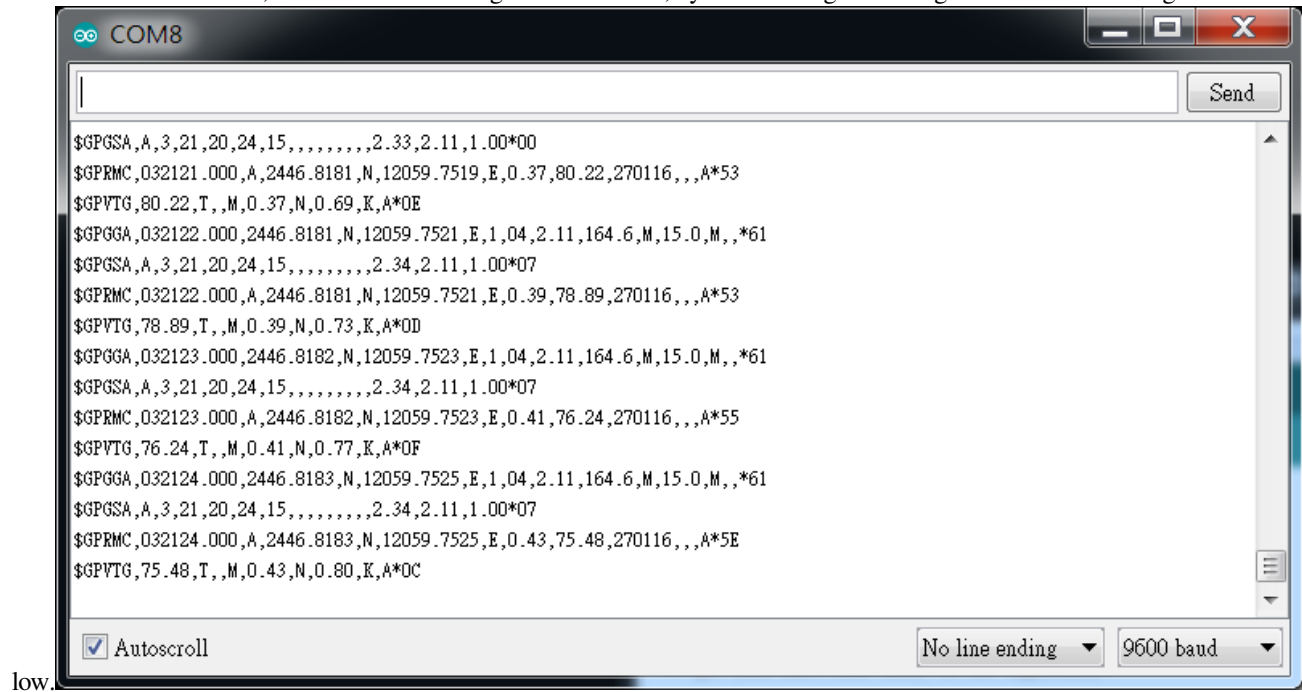 COM8
Send
$GPGSA,A,3,21,20,24,15,,,,,,,,,2.33,2.11,1.00*00
$GPRMC,032121.000,A,2446.8181,N,12059.7519,E,0.37,80.22,270116,,,A*53
$GPVTG,80.22,T,,M,0.37,N,0.69,K,A*0E
$GPGGA,032122.000,2446.8181,N,12059.7521,E,1,04,2.11,164.6,M,15.0,M,,*61
$GPGSA,A,3,21,20,24,15,,,,,,,,,2.34,2.11,1.00*07
$GPRMC,032122.000,A,2446.8181,N,12059.7521,E,0.39,78.89,270116,,,A*53
$GPVTG,78.89,T,,M,0.39,N,0.73,K,A*0D
$GPGGA,032123.000,2446.8182,N,12059.7523,E,1,04,2.11,164.6,M,15.0,M,,*61
$GPGSA,A,3,21,20,24,15,,,,,,,,,2.34,2.11,1.00*07
$GPRMC,032123.000,A,2446.8182,N,12059.7523,E,0.41,76.24,270116,,,A*55
$GPVTG,76.24,T,,M,0.41,N,0.77,K,A*0F
$GPGGA,032124.000,2446.8183,N,12059.7525,E,1,04,2.11,164.6,M,15.0,M,,*61
$GPGSA,A,3,21,20,24,15,,,,,,,,,2.34,2.11,1.00*07
$GPRMC,032124.000,A,2446.8183,N,12059.7525,E,0.43,75.48,270116,,,A*5E
$GPVTG,75.48,T,,M,0.43,N,0.80,K,A*0C
Autoscroll No line ending 9600 baud
low.